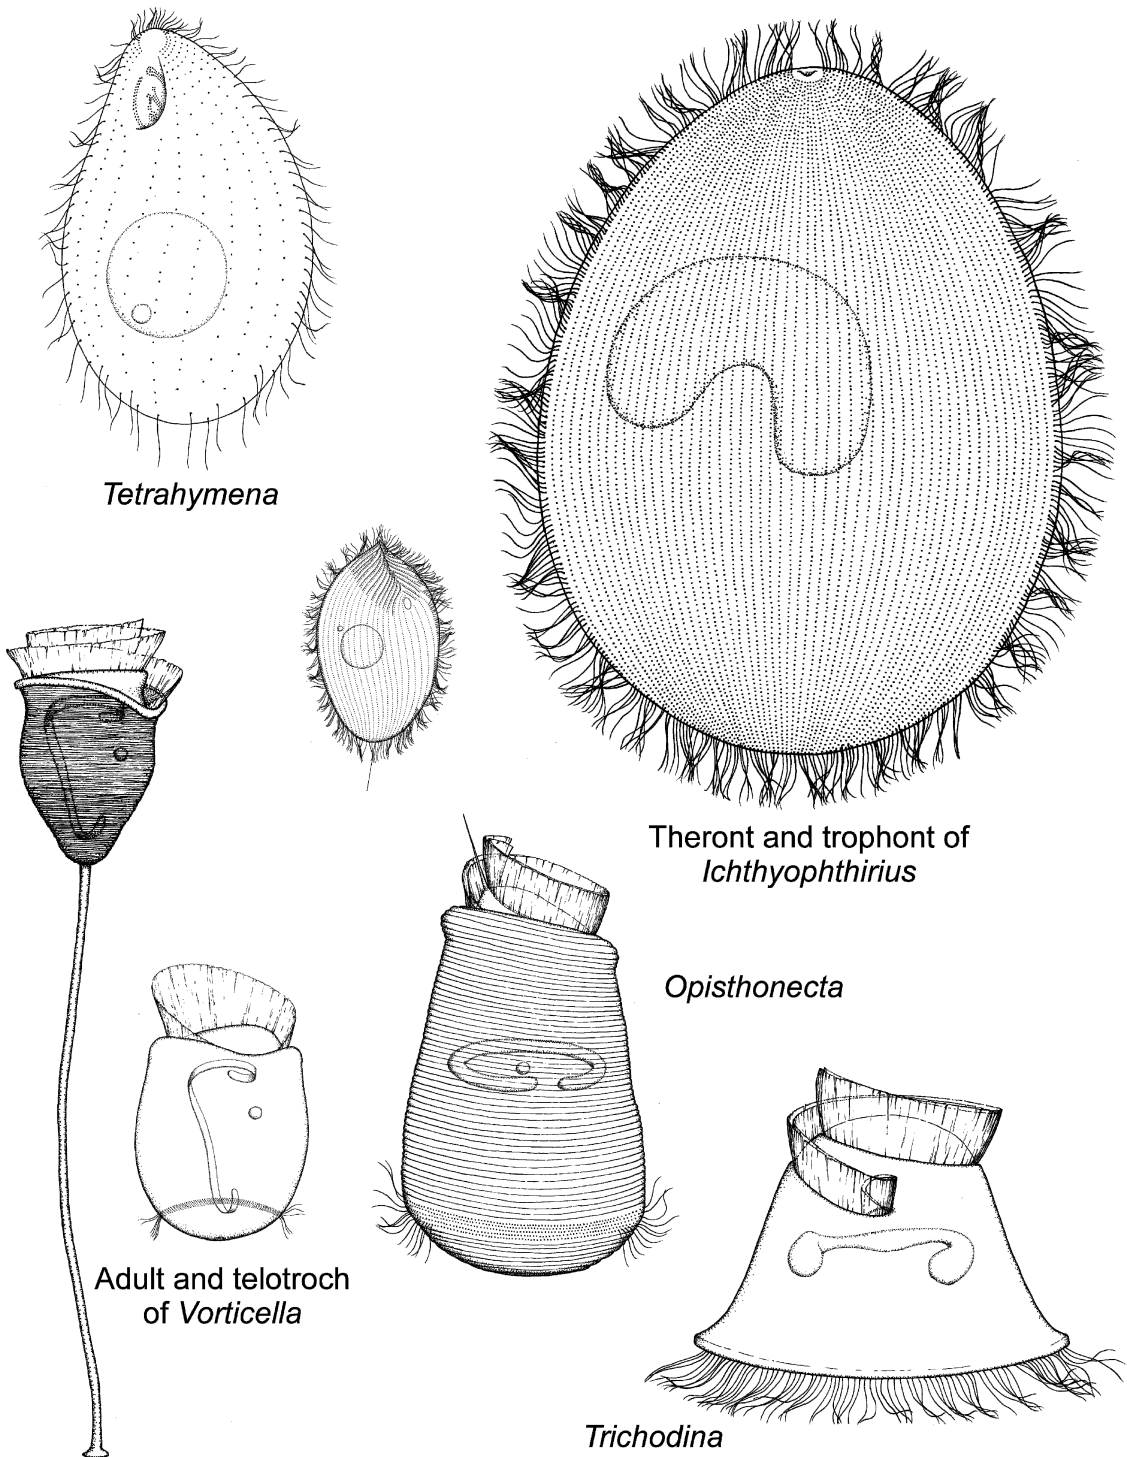 Tetrahymena
Theront and trophont of
Ichthyophthirius
Opisthonecta
Adult and telotroch
of Vorticella
Trichodina